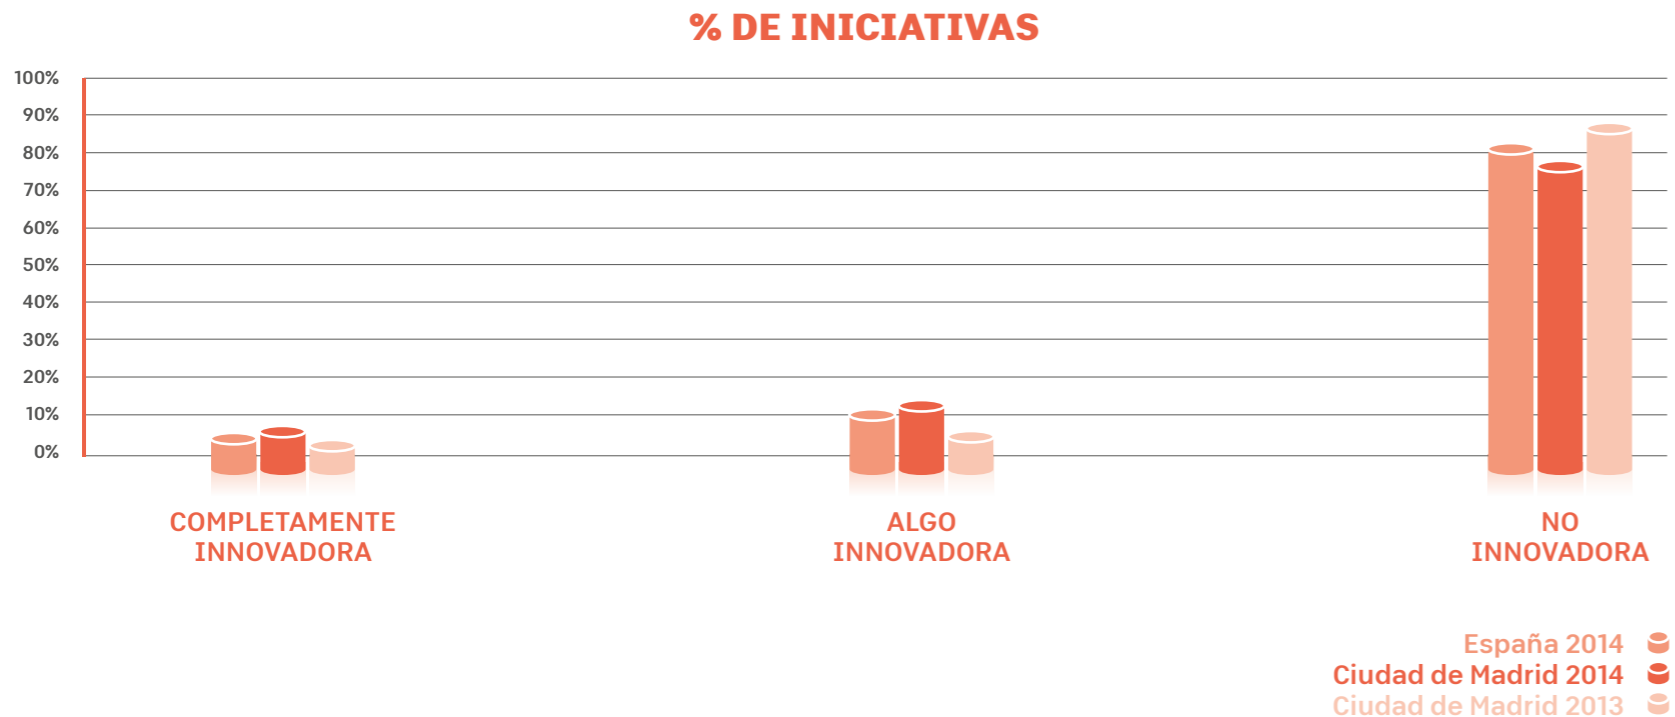 % DE INICIATIVAS
100%
90%
80%
70%
60%
50%
40%
30%
20%
10%
0%
COMPLETAMENTE
INNOVADORA
ALGO
INNOVADORA
NO
INNOVADORA
España 2014
Ciudad de Madrid 2014
Ciudad de Madrid 2013